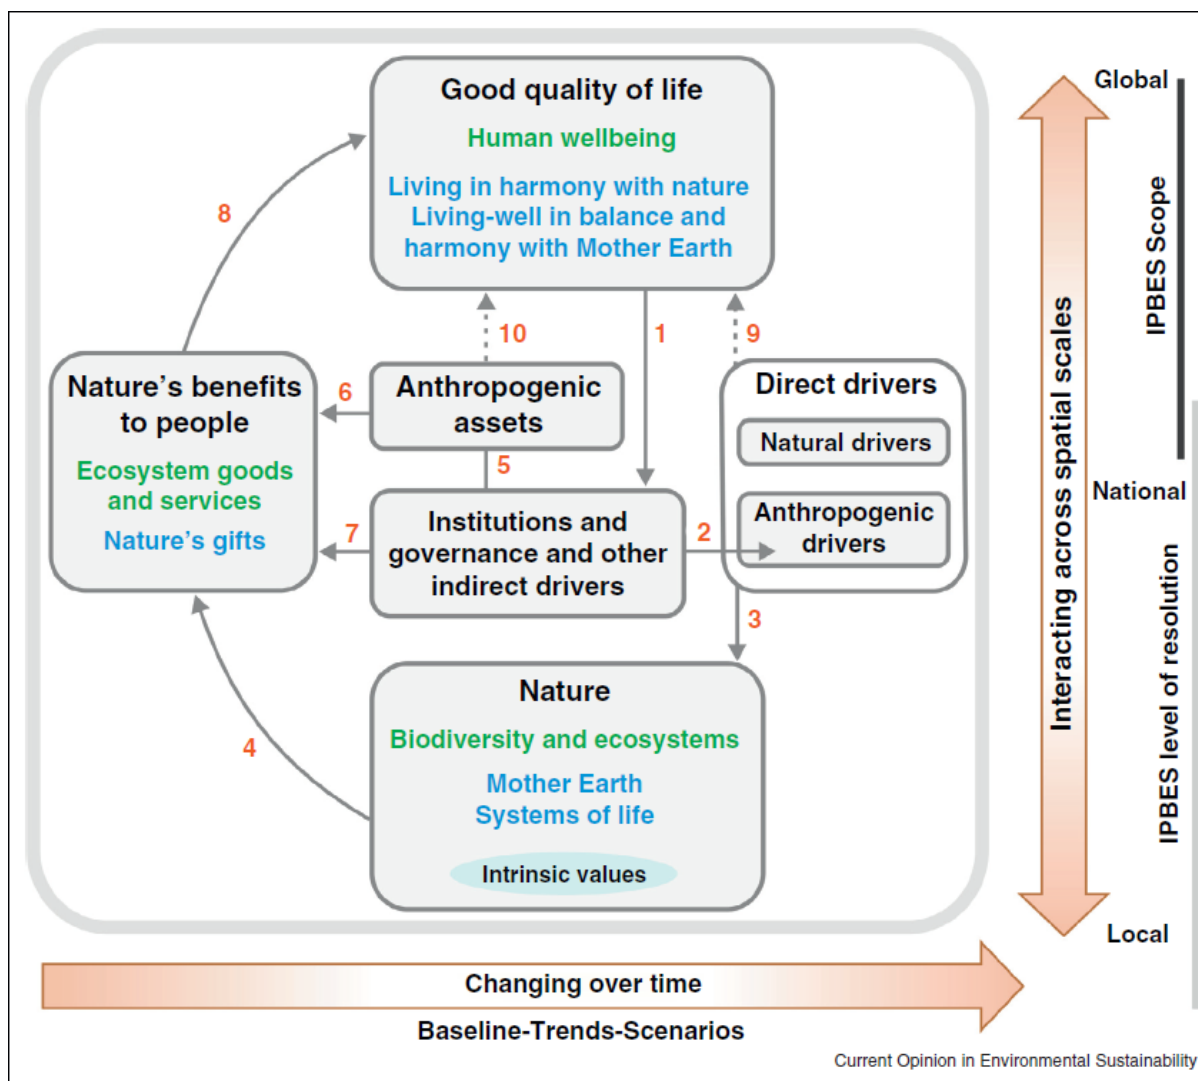 Good quality of life
Human wellbeing
Living in harmony with nature
Living-well in balance and
harmony with Mother Earth
8
10
1
9
Nature's benefits
to people
Ecosystem goods
and services
Nature's gifts
6
Anthropogenic
assets
5
7
Institutions and
governance and other
indirect drivers
2
Direct drivers
Natural drivers
Anthropogenic
drivers
3
4
Nature
Biodiversity and ecosystems
Mother Earth
Systems of life
Intrinsic values
Interacting across spatial scales
Global
IPBES Scope
National
IPBES level of resolution
Local
Changing over time
Baseline-Trends-Scenarios
Current Opinion in Environmental Sustainability